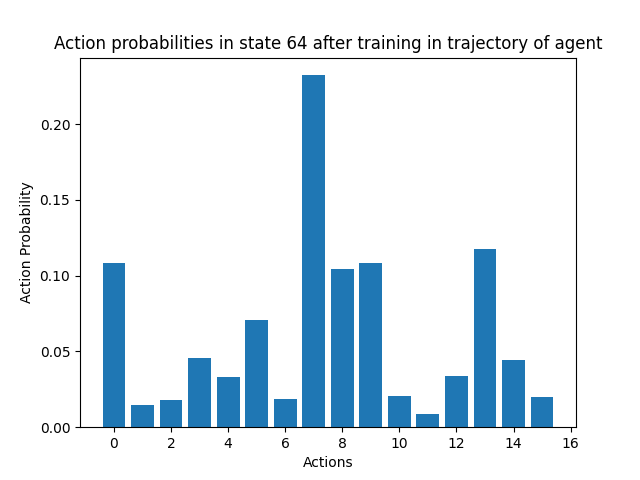 Action probabilities in state 64 after training in trajectory of agent
0.20
0.15
0.10
0.05
0.00
Action Probability
0 2 4 6 8 10 12 14 16
Actions